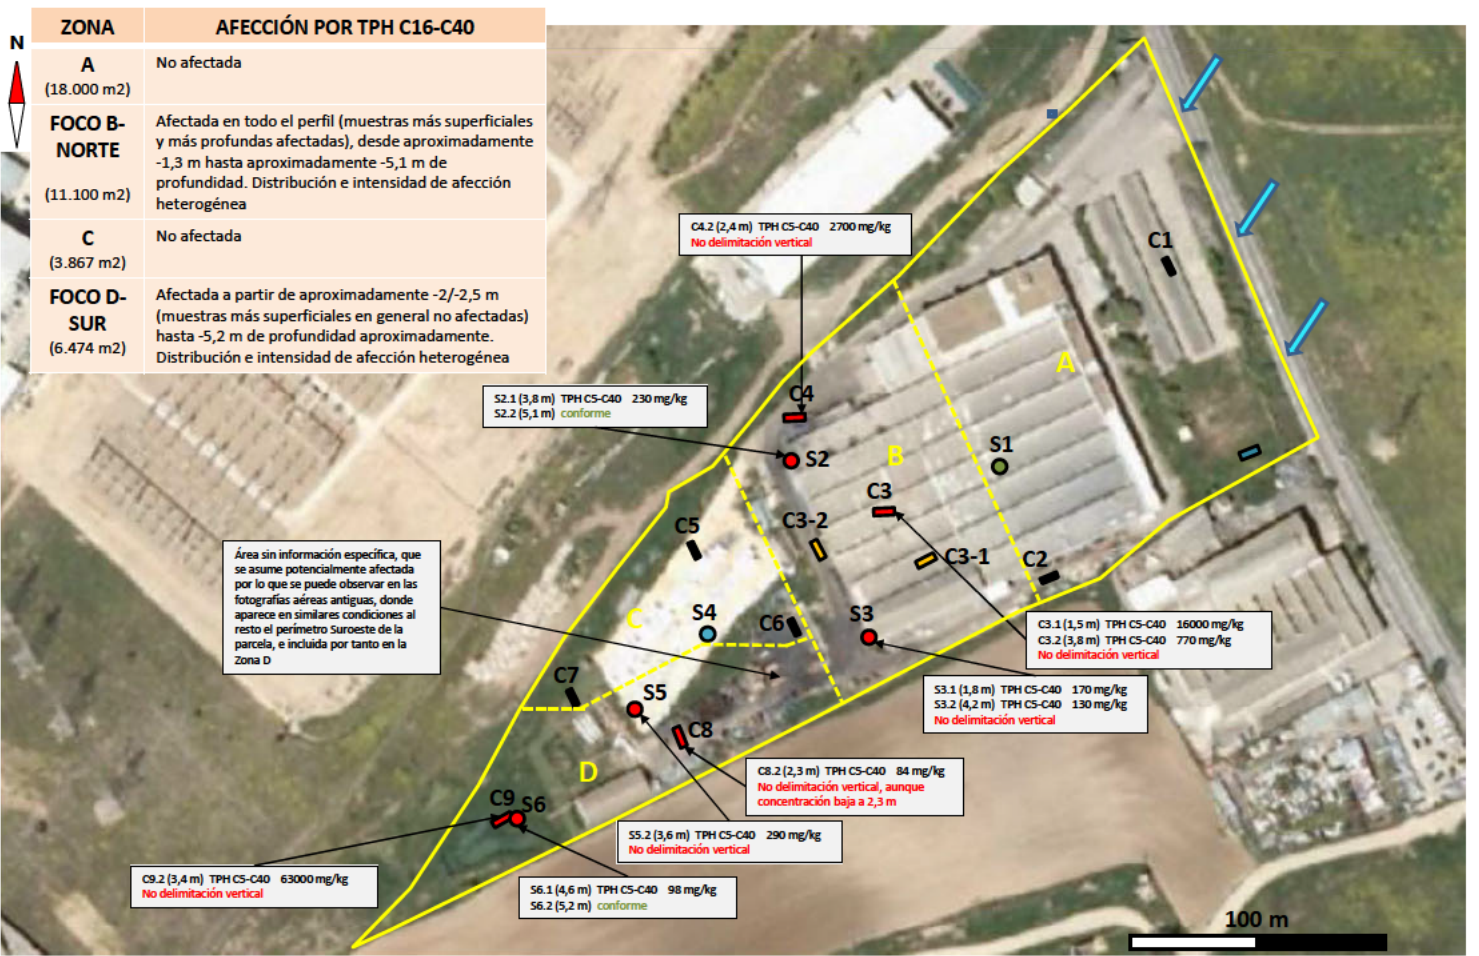 N
ZONA AFECCIÓN POR TPH C16-C40
A
(18.000 m2)
No afectada
FOCO B-
NORTE
(11.100 m2)
Afectada en todo el perfil (muestras más superficiales
y más profundas afectadas), desde aproximadamente
-1,3 m hasta aproximadamente -5,1 m de
profundidad. Distribución e intensidad de afección
heterogénea
C
(3.867 m2)
No afectada
FOCO D-
SUR
(6.474 m2)
Afectada a partir de aproximadamente -2/-2,5 m
(muestras más superficiales en general no afectadas)
hasta -5,2 m de profundidad aproximadamente.
Distribución e intensidad de afección heterogénea
C4.2 (2,4 m) TPH C5-C40 2700 mg/kg
No delimitación vertical
C1
A
S2.1 (3,8 m) TPH C5-C40 230 mg/kg
S2.2 (5,1 m) conforme
C4
S2
B
S1
C3
C3-2
C3-1
C2
C5
Área sin información específica, que
se asume potencialmente afectada
por lo que se puede observar en las
fotografías aéreas antiguas, donde
aparece en similares condiciones al
resto el perímetro Suroeste de la
parcela, e incluida por tanto en la
Zona D
C
S4
C6
S3
C3.1 (1,5 m) TPH C5-C40 16000 mg/kg
C3.2 (3,8 m) TPH C5-C40 770 mg/kg
No delimitación vertical
C7
S5
C8
S3.1 (1,8 m) TPH C5-C40 170 mg/kg
S3.2 (4,2 m) TPH C5-C40 130 mg/kg
No delimitación vertical
D
C8.2 (2,3 m) TPH C5-C40 84 mg/kg
No delimitación vertical, aunque
concentración baja a 2,3 m
C9
S6
S5.2 (3,6 m) TPH C5-C40 290 mg/kg
No delimitación vertical
C9.2 (3,4 m) TPH C5-C40 63000 mg/kg
No delimitación vertical
S6.1 (4,6 m) TPH C5-C40 98 mg/kg
S6.2 (5,2 m) conforme
100 m